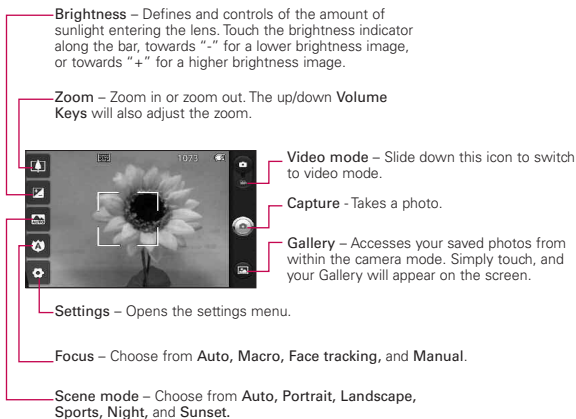 Brightness – Defines and controls of the amount of
sunlight entering the lens. Touch the brightness indicator
along the bar, towards “-” for a lower brightness image,
or towards “+” for a higher brightness image.
Zoom – Zoom in or zoom out. The up/down Volume
Keys will also adjust the zoom.
1073
Video mode – Slide down this icon to switch
to video mode.
Capture - Takes a photo.
Gallery – Accesses your saved photos from
within the camera mode. Simply touch, and
your Gallery will appear on the screen.
Settings – Opens the settings menu.
Focus – Choose from Auto, Macro, Face tracking, and Manual.
Scene mode – Choose from Auto, Portrait, Landscape,
Sports, Night, and Sunset.